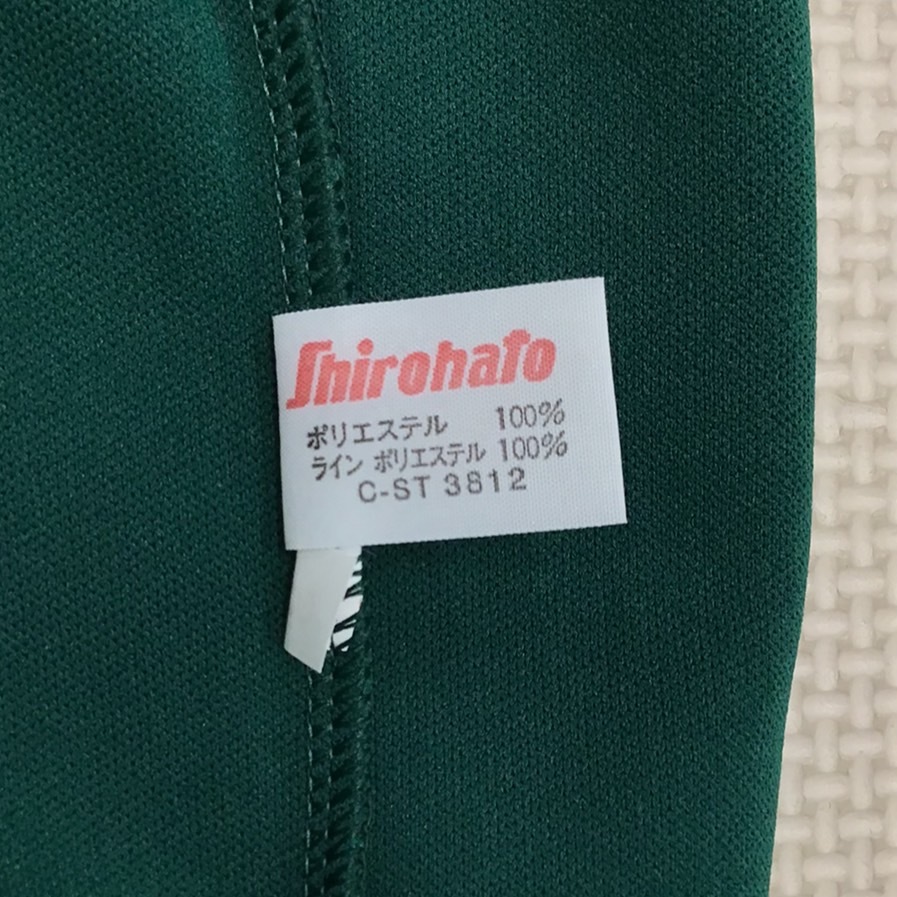 Shirohato
ポリエステル 100%
ライン ポリエステル 100%
C-ST 3812